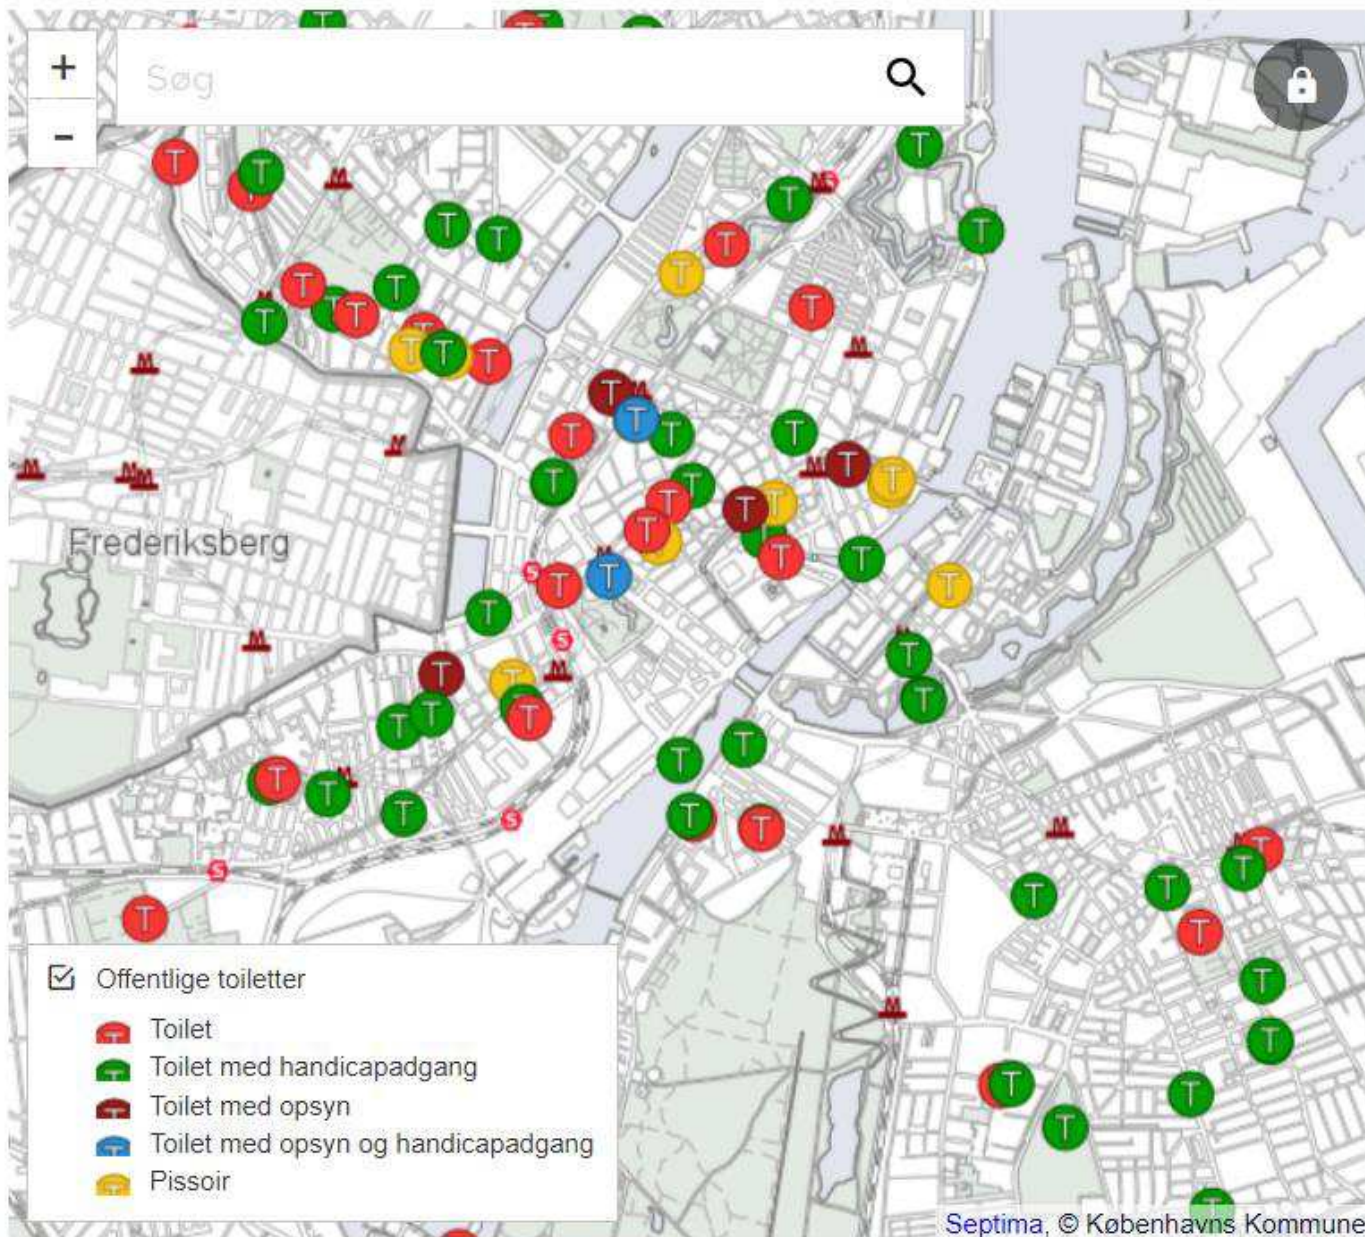 +
Søg
-
Frederiksberg
Offentlige toiletter
Toilet
Toilet med handicapadgang
Toilet med opsyn
Toilet med opsyn og handicapadgang
Pissoir
Septima, © Københavns Kommune